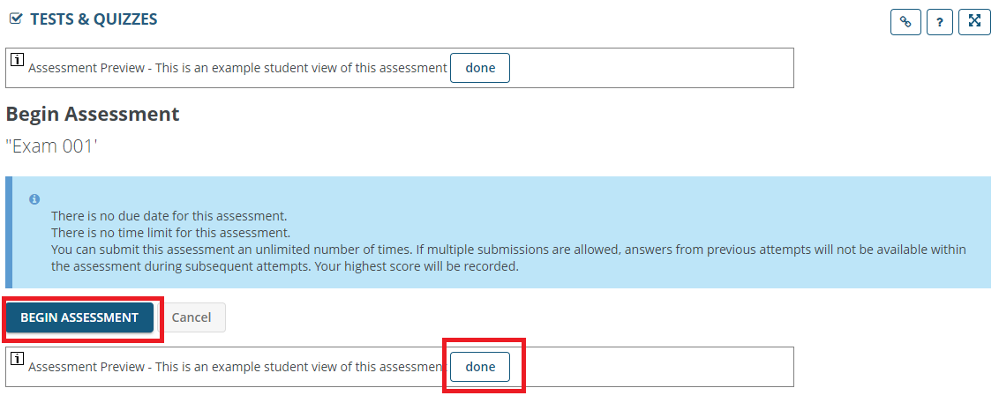 TESTS & QUIZZES
?
i Assessment Preview - This is an example student view of this assessment done
Begin Assessment
"Exam 001'
i
There is no due date for this assessment.
There is no time limit for this assessment.
You can submit this assessment an unlimited number of times. If multiple submissions are allowed, answers from previous attempts will not be available within
the assessment during subsequent attempts. Your highest score will be recorded.
BEGIN ASSESSMENT Cancel
i Assessment Preview - This is an example student view of this assessment done